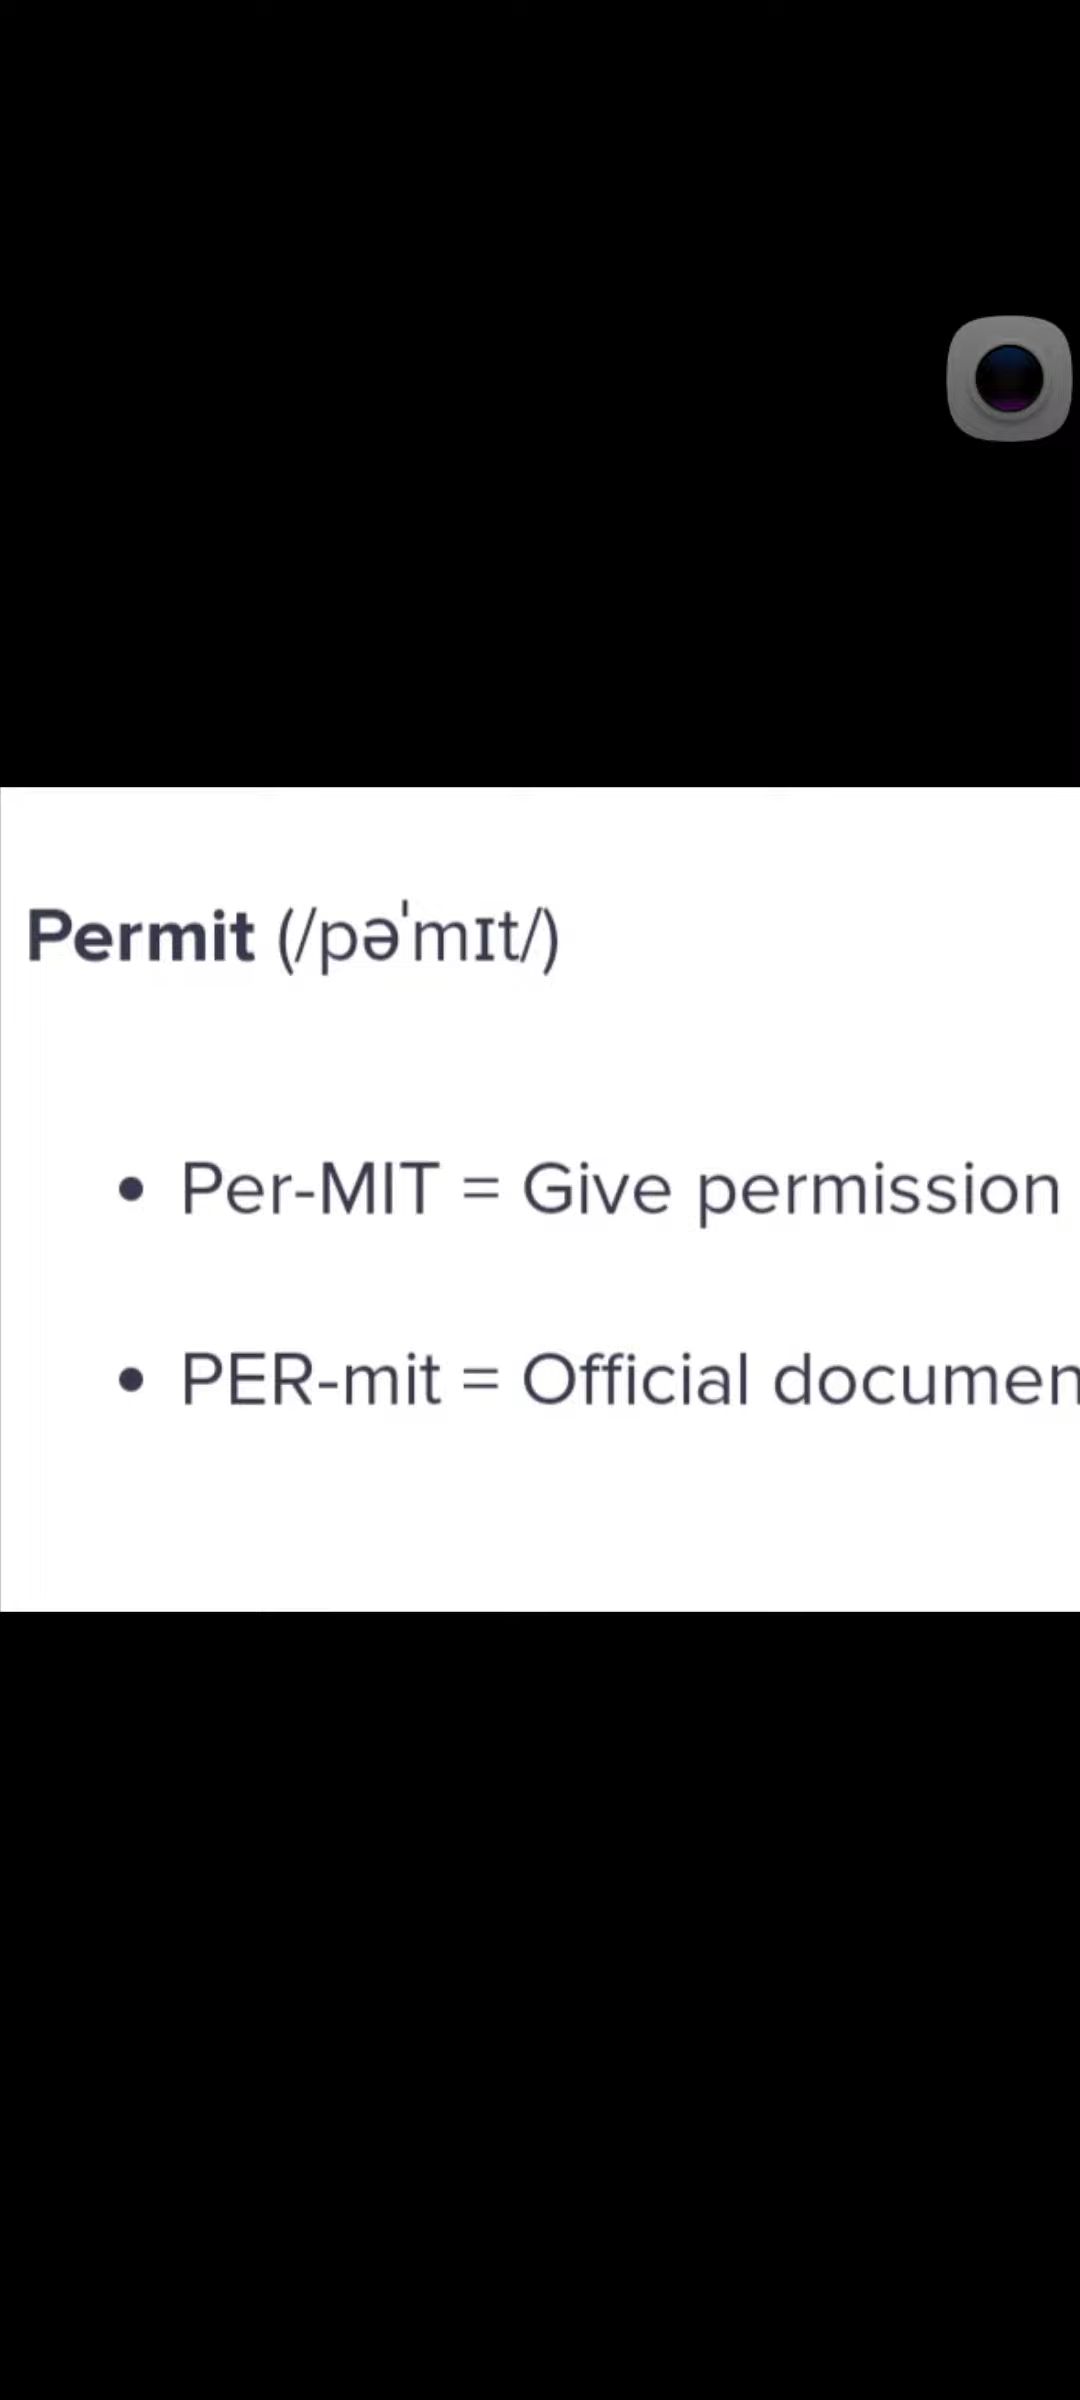 Permit (/pəˈmɪt/)
• Per-MIT = Give permission
• PER-mit = Official documen